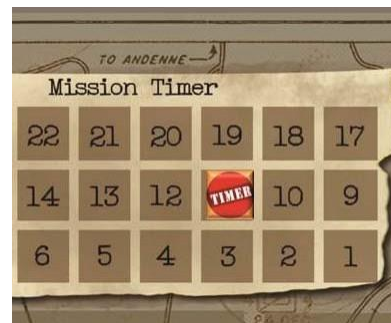 TO ANDENNE
Mission Timer
22 21 20 19 18 17
14 13 12 TIMER 10 9
6 5 4 3 2 1